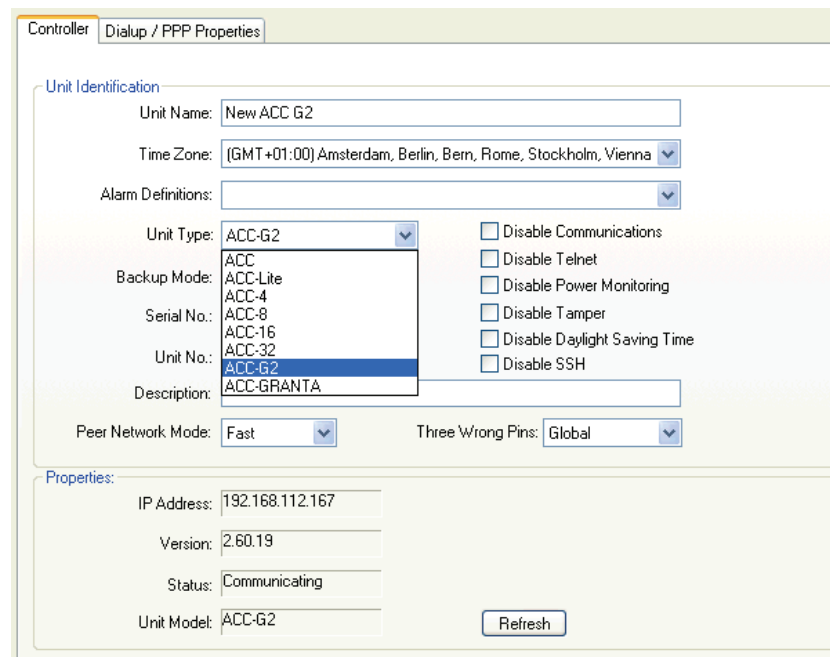 Controller
Dialup / PPP Properties
Unit Identification
Unit Name: New ACC G2
Time Zone: (GMT+01:00) Amsterdam, Berlin, Bern, Rome, Stockholm, Vienna
Alarm Definitions:
Unit Type: ACC-G2
ACC
ACC-Lite
ACC-4
ACC-8
ACC-16
ACC-32
ACC-G2
ACC-GRANTA
Backup Mode:
Serial No.:
Unit No.:
Description:
Disable Communications
Disable Telnet
Disable Power Monitoring
Disable Tamper
Disable Daylight Saving Time
Disable SSH
Peer Network Mode: Fast
Three Wrong Pins: Global
Properties:
IP Address: 192.168.112.167
Version: 2.60.19
Status: Communicating
Unit Model: ACC-G2
Refresh